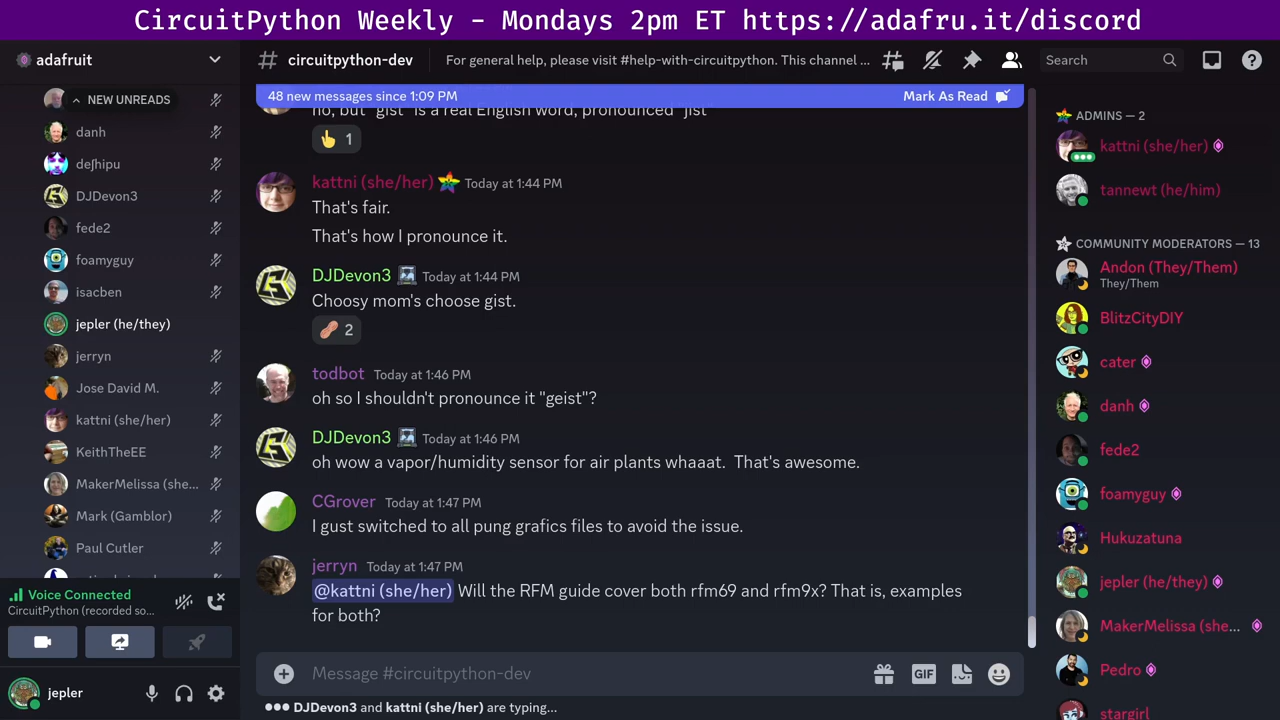 CircuitPython Weekly - Mondays 2pm ET https://adafru.it/discord
adafruit
NEW UNREADS
danh
deʃhipu
DJDevon3
fede2
foamyguy
isacben
jepler (he/they)
jerryn
Jose David M.
kattni (she/her)
KeithTheEE
MakerMelissa (she...
Mark (Gamblor)
Paul Cutler
Voice Connected
CircuitPython (recorded so...
jepler
# circuitpython-dev
For general help, please visit #help-with-circuitpython. This channel ...
Search
48 new messages since 1:09 PM
Mark As Read
no, but "gist" is a real English word, pronounced "jist"
1
kattni (she/her) Today at 1:44 PM
That's fair.
That's how I pronounce it.
DJDevon3 Today at 1:44 PM
Choosy mom's choose gist.
2
todbot Today at 1:46 PM
oh so I shouldn't pronounce it "geist"?
DJDevon3 Today at 1:46 PM
oh wow a vapor/humidity sensor for air plants whaaat. That's awesome.
CGrover Today at 1:47 PM
I gust switched to all pung grafics files to avoid the issue.
jerryn Today at 1:47 PM
@kattni (she/her) Will the RFM guide cover both rfm69 and rfm9x? That is, examples
for both?
Message #circuitpython-dev
GIF
DJDevon3 and kattni (she/her) are typing...
ADMINS — 2
kattni (she/her)
tannewt (he/him)
COMMUNITY MODERATORS — 13
Andon (They/Them)
They/Them
BlitzCityDIY
cater
danh
fede2
foamyguy
Hukuzatuna
jepler (he/they)
MakerMelissa (she...
Pedro
stargirl